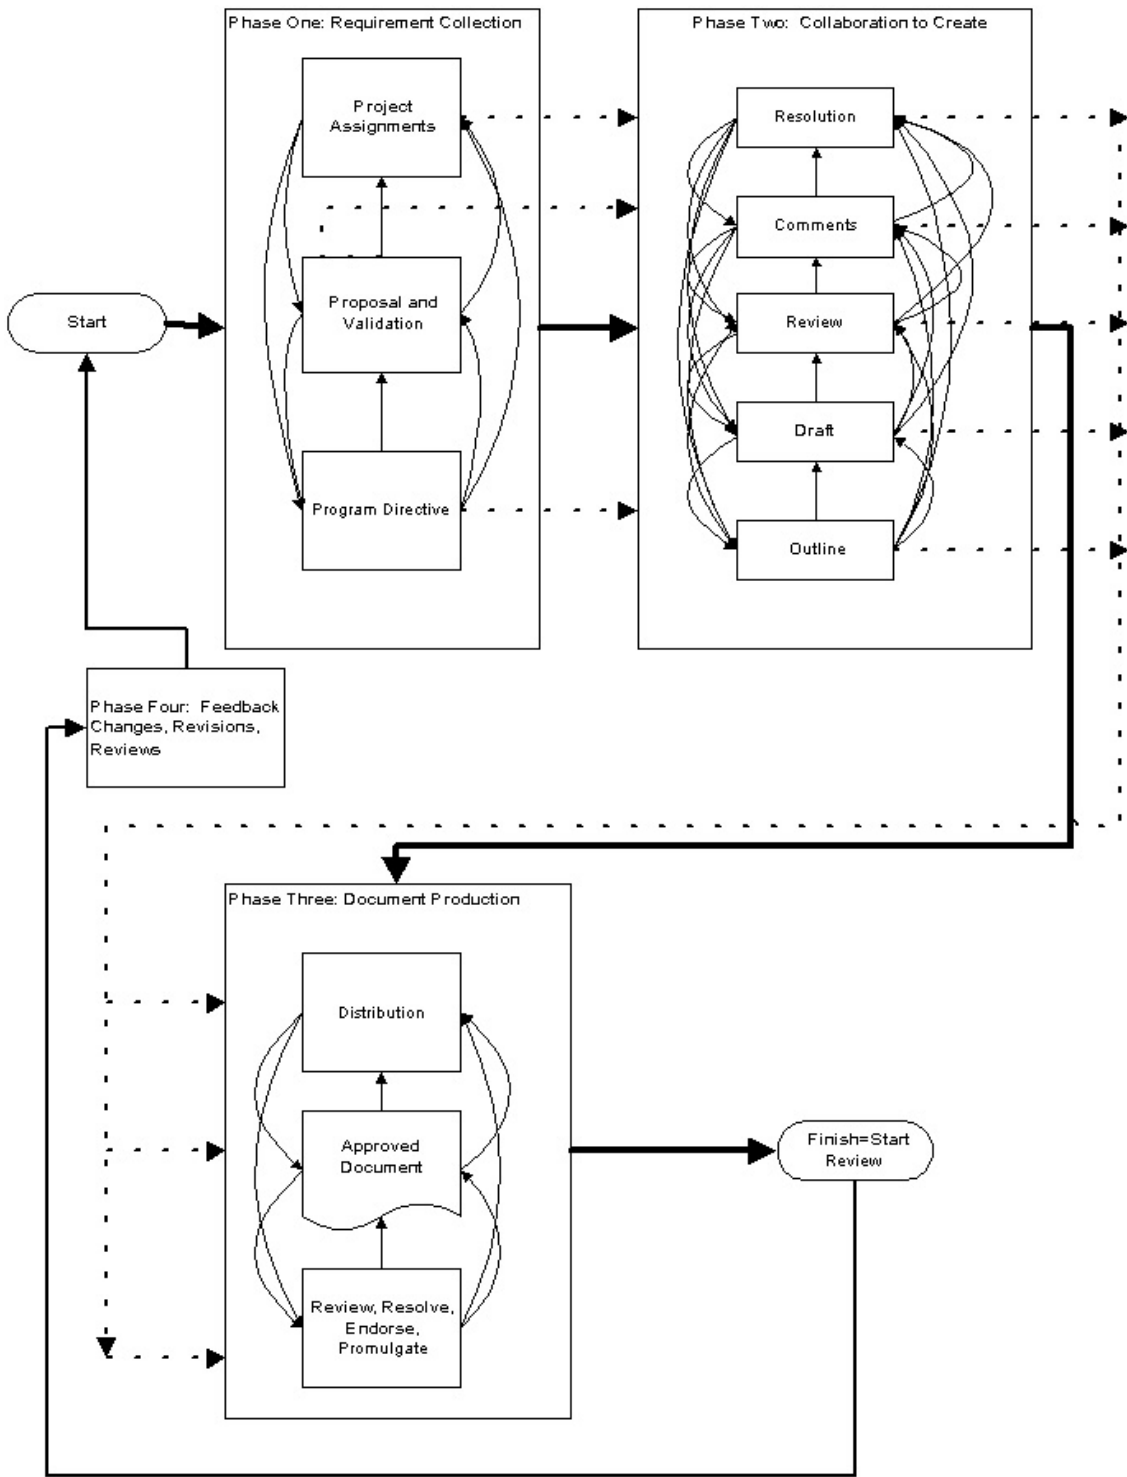 Phase One: Requirement Collection
Project
Assignments
Proposal and
Validation
Program Directive
Phase Two:  Collaboration to Create
Resolution
Comments
Review
Draft
Outline
Start
Phase Four:  Feedback
Changes, Revisions,
Reviews
Phase Three: Document Production
Distribution
Approved
Document
Review, Resolve,
Endorse,
Promulgate
Finish=Start
Review